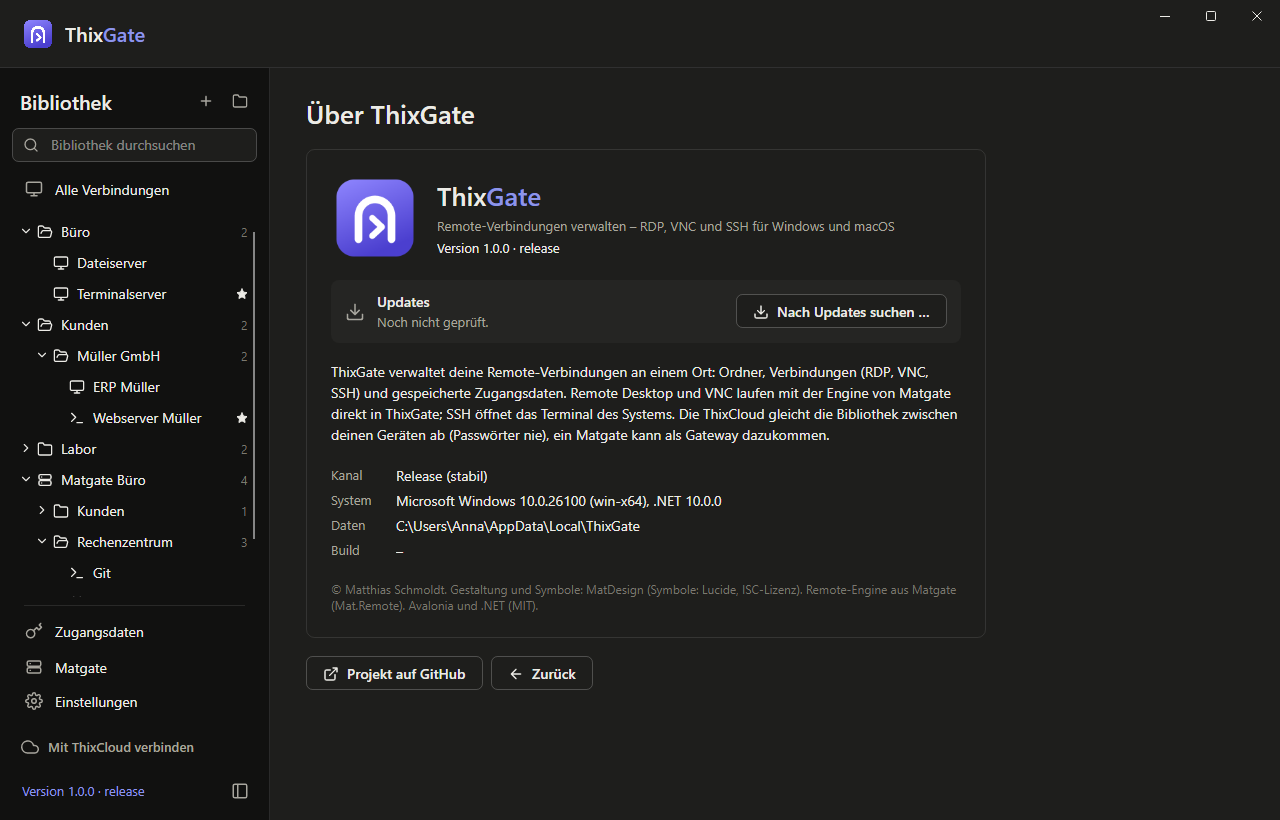 ThixGate
Bibliothek
Bibliothek durchsuchen
Alle Verbindungen
Büro 2
Dateiserver
Terminalserver
Kunden 2
Müller GmbH 2
ERP Müller
Webserver Müller
Labor 2
Matgate Büro 4
Kunden 1
Rechenzentrum 3
Git
Zugangsdaten
Matgate
Einstellungen
Mit ThixCloud verbinden
Version 1.0.0 · release
Über ThixGate
ThixGate
Remote-Verbindungen verwalten – RDP, VNC und SSH für Windows und macOS
Version 1.0.0 · release
Updates
Noch nicht geprüft.
Nach Updates suchen ...
ThixGate verwaltet deine Remote-Verbindungen an einem Ort: Ordner, Verbindungen (RDP, VNC,
SSH) und gespeicherte Zugangsdaten. Remote Desktop und VNC laufen mit der Engine von Matgate
direkt in ThixGate; SSH öffnet das Terminal des Systems. Die ThixCloud gleicht die Bibliothek zwischen
deinen Geräten ab (Passwörter nie), ein Matgate kann als Gateway dazukommen.
Kanal Release (stabil)
System Microsoft Windows 10.0.26100 (win-x64), .NET 10.0.0
Daten C:\Users\Anna\AppData\Local\ThixGate
Build –
© Matthias Schmoldt. Gestaltung und Symbole: MatDesign (Symbole: Lucide, ISC-Lizenz). Remote-Engine aus Matgate
(Mat.Remote). Avalonia und .NET (MIT).
Projekt auf GitHub
Zurück